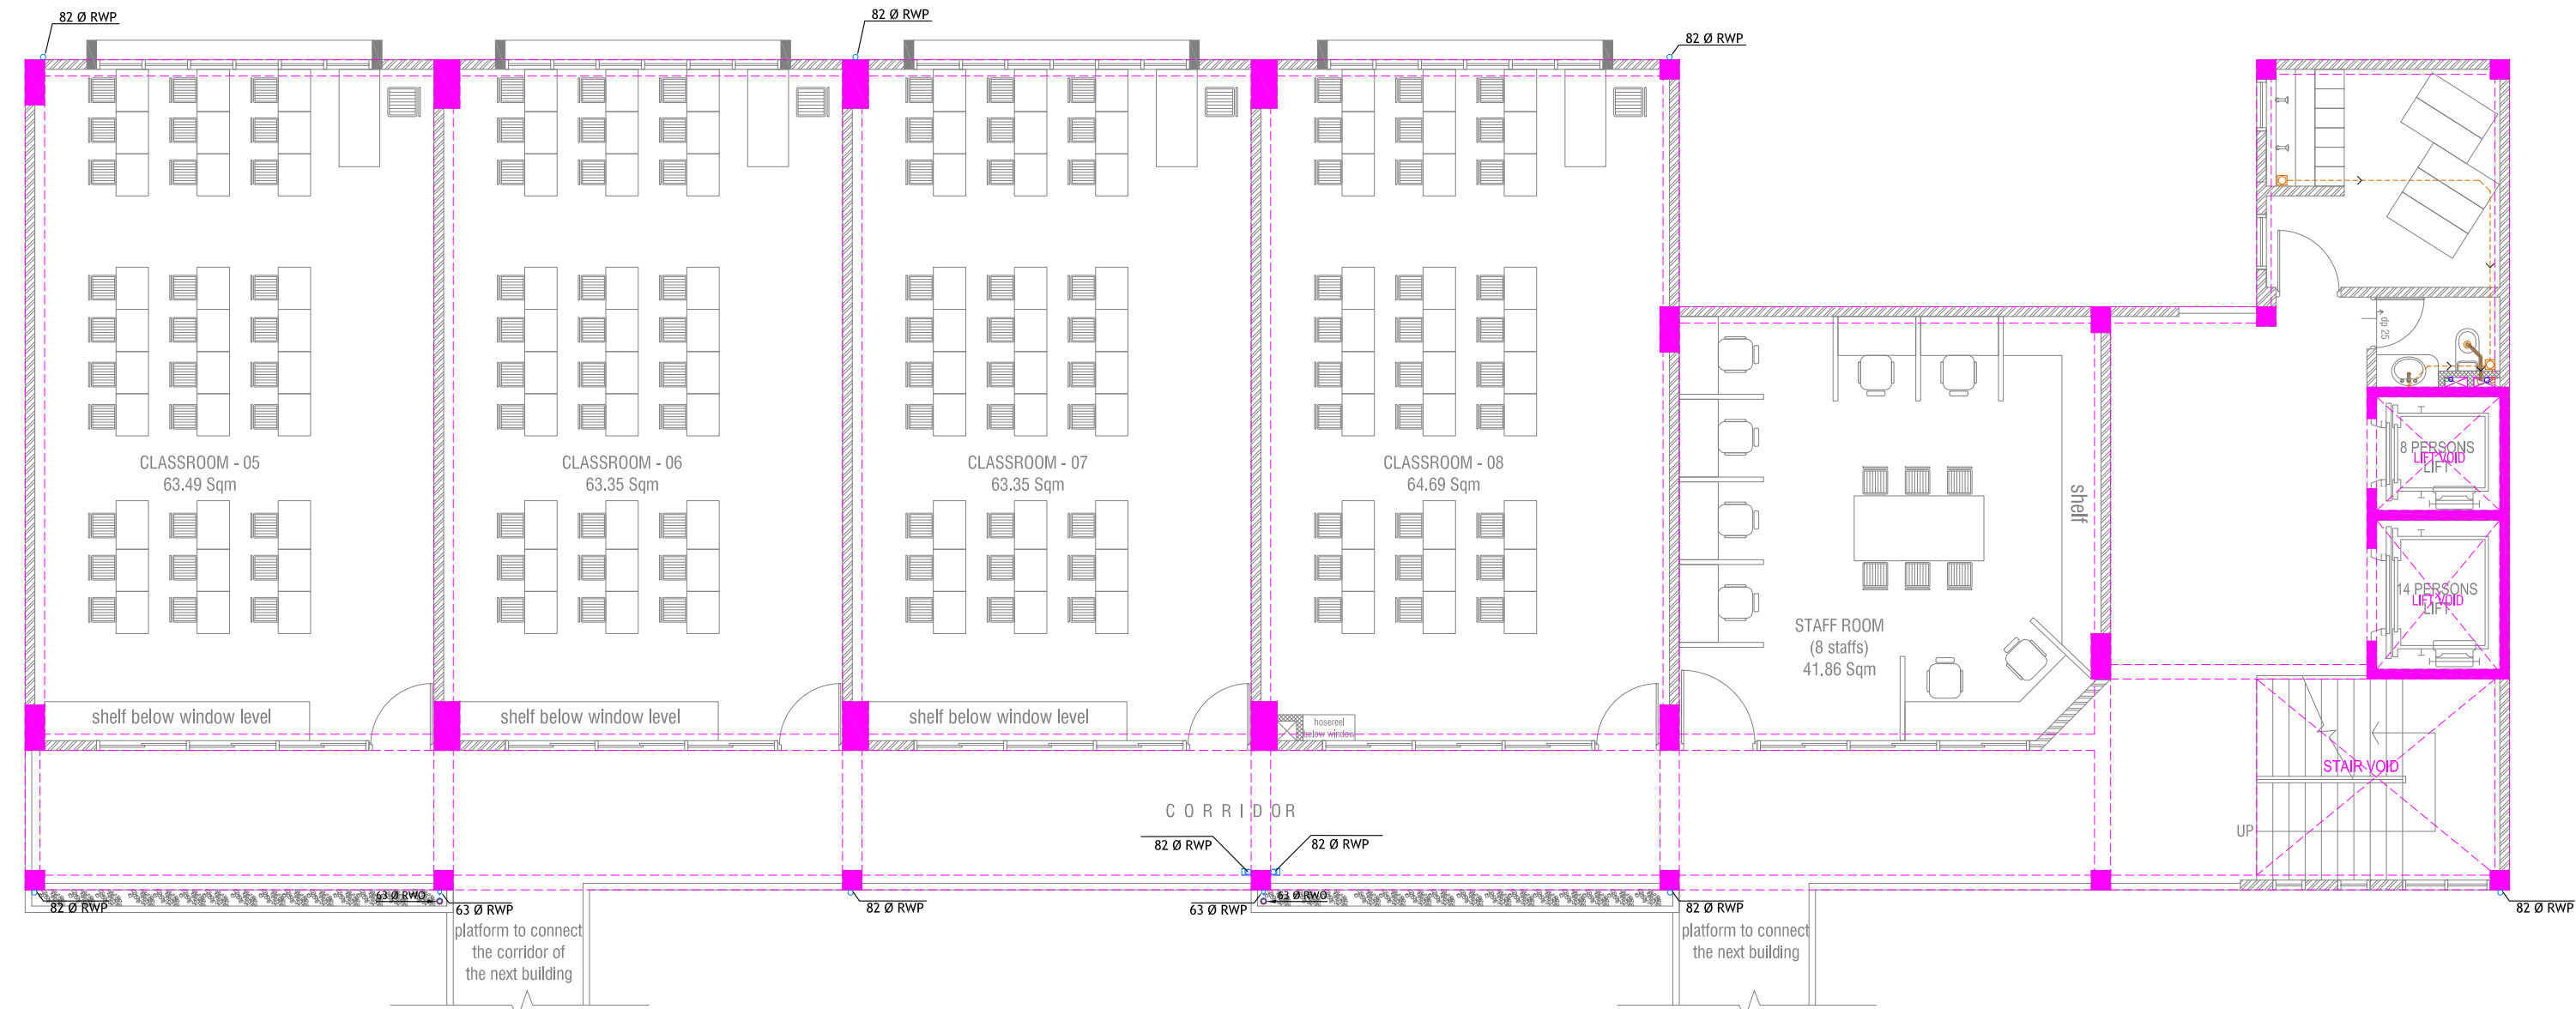 82 Ø RWP
82 Ø RWP
82 Ø RWP
dp 25
CLASSROOM - 05
63.49 Sqm
CLASSROOM - 06
63.35 Sqm
CLASSROOM - 07
63.35 Sqm
CLASSROOM - 08
64.69 Sqm
shelf
8 PERSONS
LIFT
LIFT VOID
14 PERSONS
LIFT
LIFT VOID
STAFF ROOM
(8 staffs)
41.86 Sqm
shelf below window level
shelf below window level
shelf below window level
hosereel
below window
STAIR VOID
UP
CORRIDOR
82 Ø RWP
82 Ø RWP
82 Ø RWP
63 Ø RWO
63 Ø RWP
82 Ø RWP
63 Ø RWP
63 Ø RWO
82 Ø RWP
82 Ø RWP
platform to connect
the corridor of
the next building
platform to connect
the next building